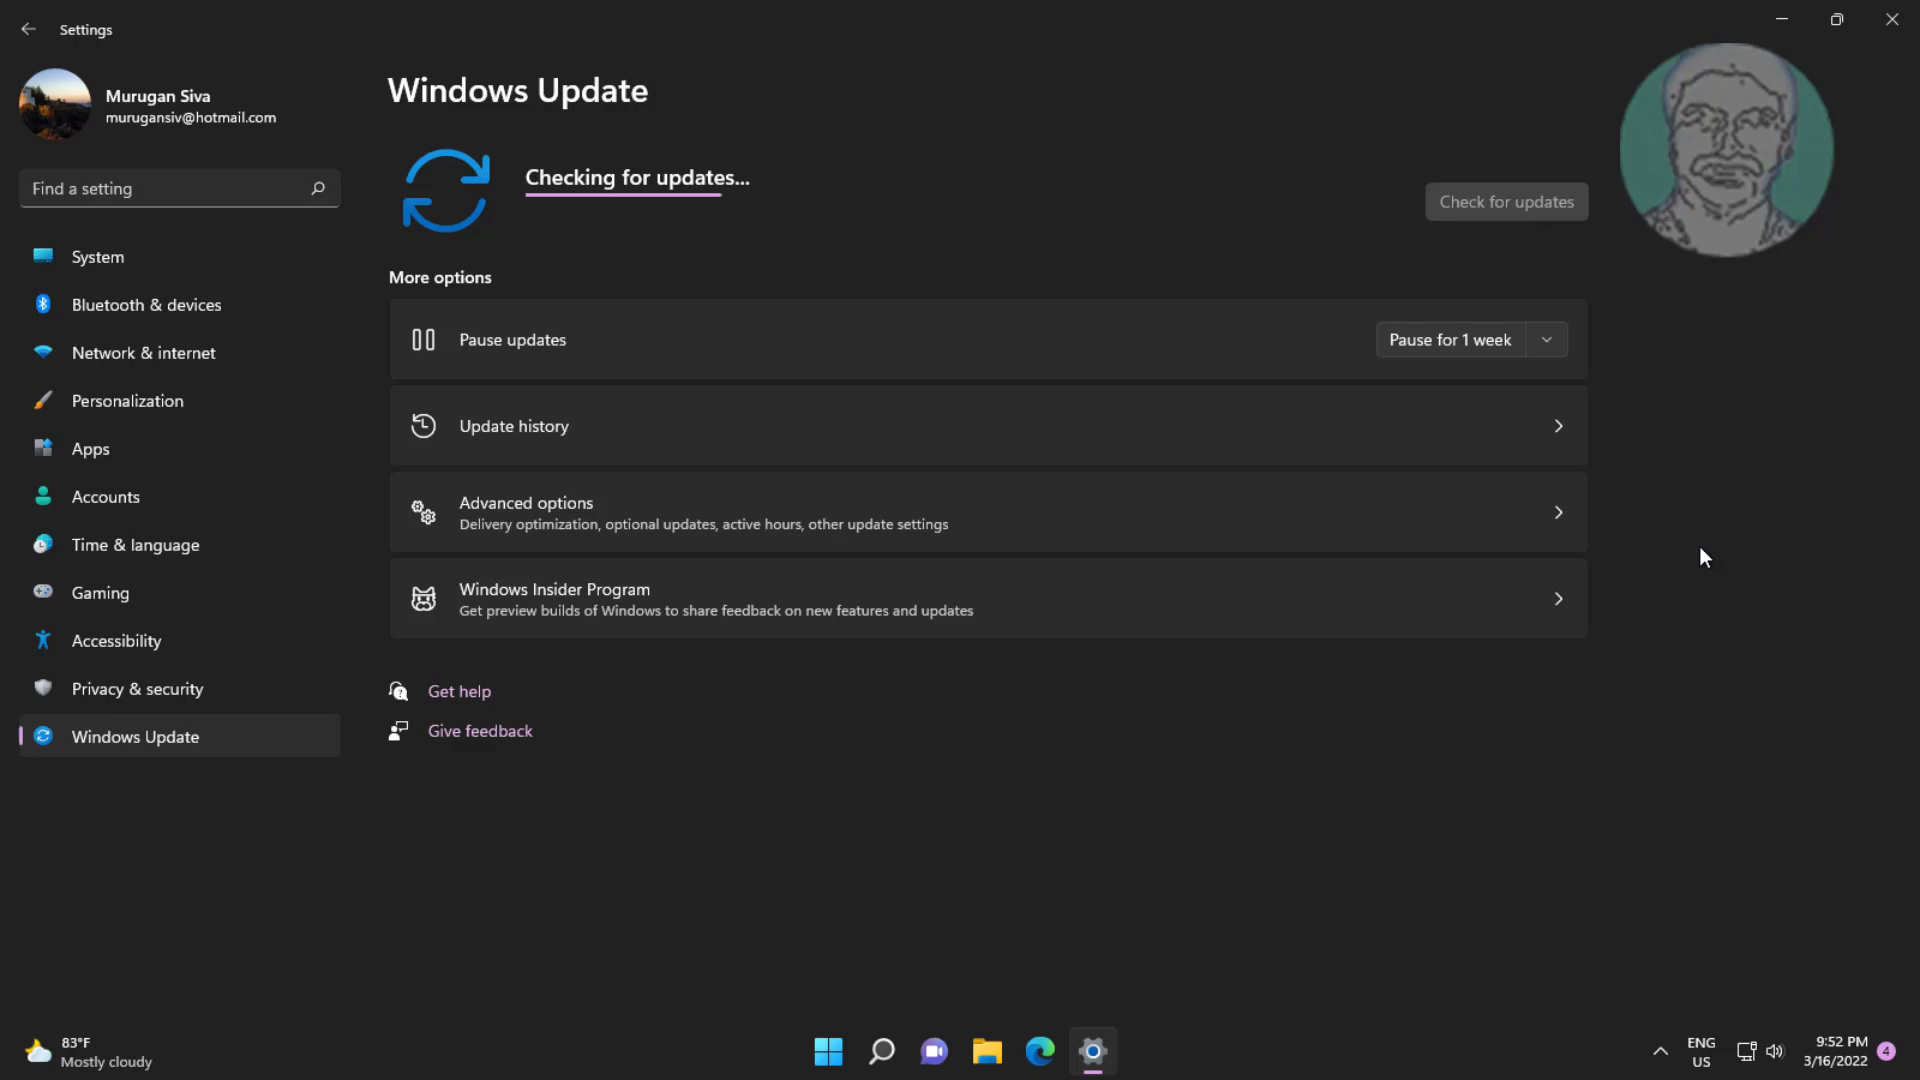 Settings
Murugan Siva
murugansiv@hotmail.com
Find a setting
System
Bluetooth & devices
Network & internet
Personalization
Apps
Accounts
Time & language
Gaming
Accessibility
Privacy & security
Windows Update
Windows Update
Checking for updates...
Check for updates
More options
Pause updates
Pause for 1 week
Update history
Advanced options
Delivery optimization, optional updates, active hours, other update settings
Windows Insider Program
Get preview builds of Windows to share feedback on new features and updates
Get help
Give feedback
83°F
Mostly cloudy
ENG
US
9:52 PM
3/16/2022
4